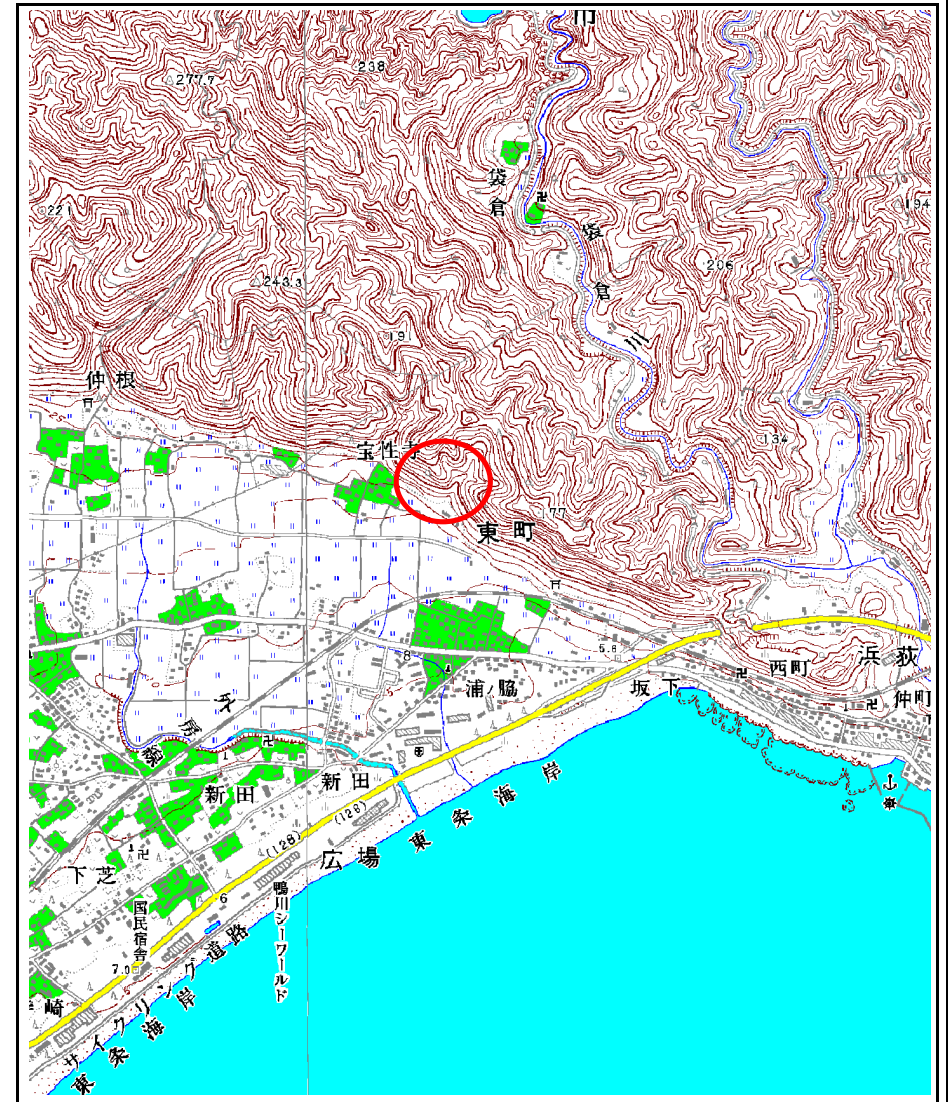 川
238
277.7
袋倉
221
194
袋倉川
206
243.3
191
仲根
134
宝性寺
177
東町
5.8
西町
浜荻
8
浦ノ脇
坂下
仲町
外房線
新田
新田
東条海岸
(128)
(128)
広場
下芝
6
国民宿舎
鴨川シーワールド
7.0
サイクリング道路
東条海岸